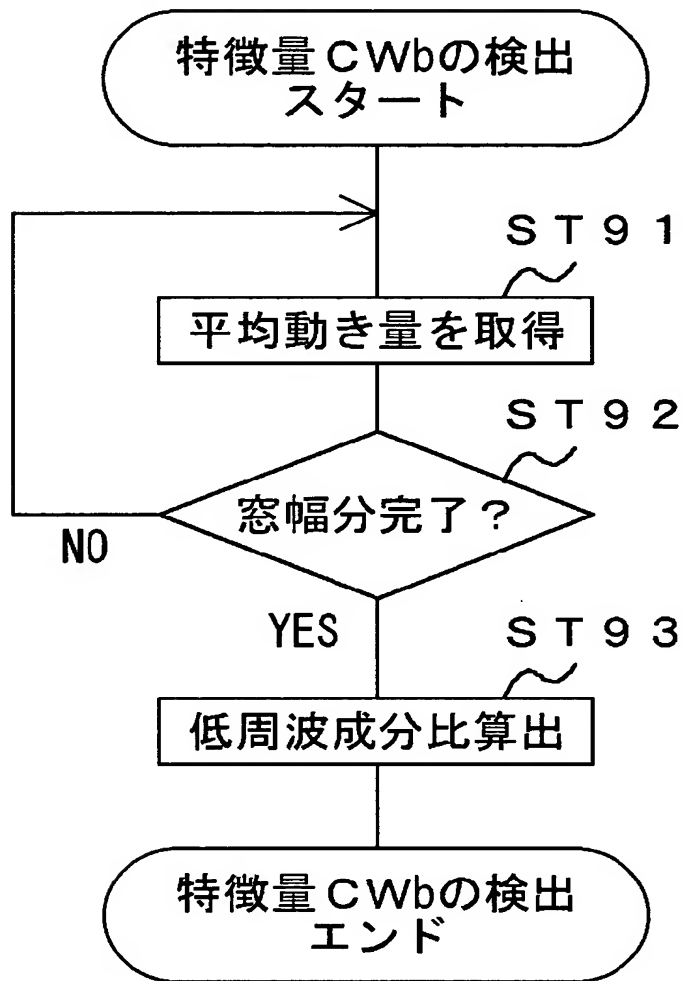 特徴量CWbの検出
スタート
ST91
平均動き量を取得
ST92
窓幅分完了?
NO
YES
ST93
低周波成分比算出
特徴量CWbの検出
エンド